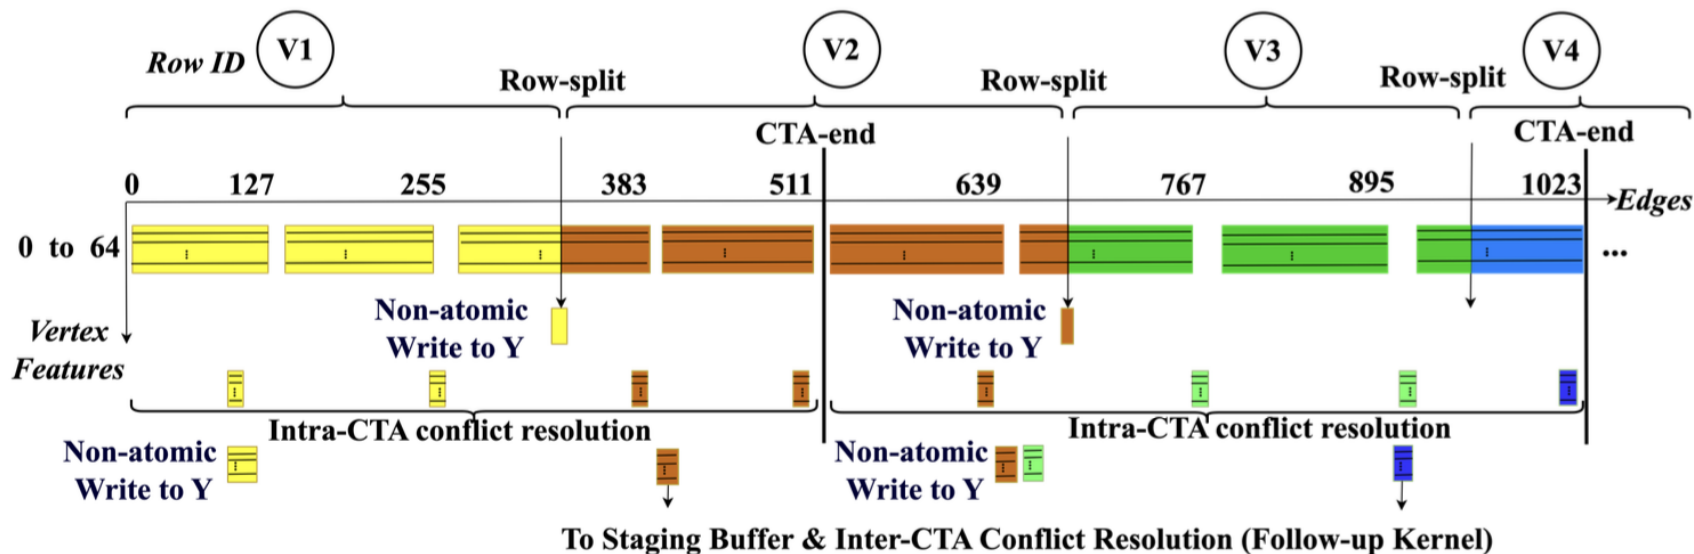 Row ID V1 V2 V3 V4
Row-split Row-split Row-split
CTA-end CTA-end
0 127 255 383 511 639 767 895 1023
Edges
0 to 64 ...
Non-atomic
Write to Y
Non-atomic
Write to Y
Vertex
Features
Intra-CTA conflict resolution
Intra-CTA conflict resolution
Non-atomic
Write to Y
Non-atomic
Write to Y
To Staging Buffer & Inter-CTA Conflict Resolution (Follow-up Kernel)